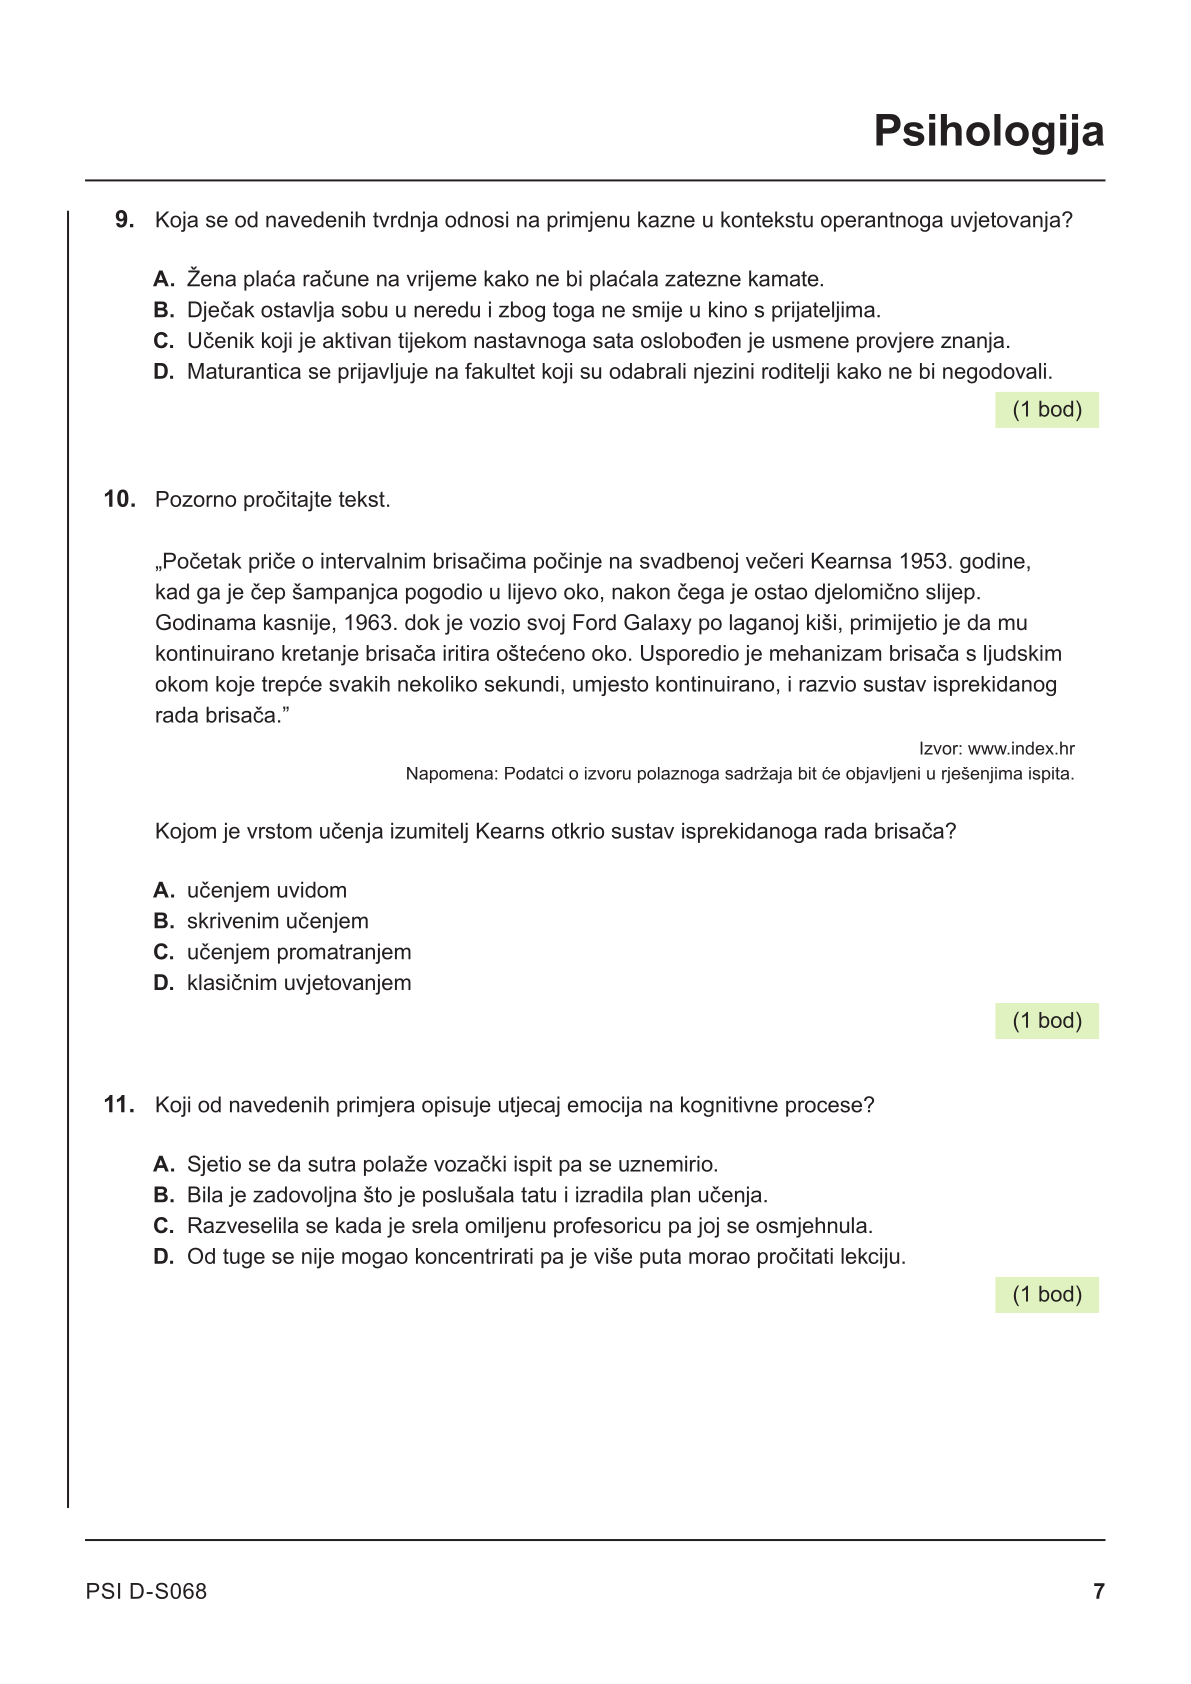 Psihologija
9. Koja se od navedenih tvrdnja odnosi na primjenu kazne u kontekstu operantnoga uvjetovanja?
A. Žena plaća račune na vrijeme kako ne bi plaćala zatezne kamate.
B. Dječak ostavlja sobu u neredu i zbog toga ne smije u kino s prijateljima.
C. Učenik koji je aktivan tijekom nastavnoga sata oslobođen je usmene provjere znanja.
D. Maturantica se prijavljuje na fakultet koji su odabrali njezini roditelji kako ne bi negodovali.
(1 bod)
10. Pozorno pročitajte tekst.
„Početak priče o intervalnim brisačima počinje na svadbenoj večeri Kearnsa 1953. godine,
kad ga je čep šampanjca pogodio u lijevo oko, nakon čega je ostao djelomično slijep.
Godinama kasnije, 1963. dok je vozio svoj Ford Galaxy po laganoj kiši, primijetio je da mu
kontinuirano kretanje brisača iritira oštećeno oko. Usporedio je mehanizam brisača s ljudskim
okom koje trepće svakih nekoliko sekundi, umjesto kontinuirano, i razvio sustav isprekidanog
rada brisača.”
Izvor: www.index.hr
Napomena: Podatci o izvoru polaznoga sadržaja bit će objavljeni u rješenjima ispita.
Kojom je vrstom učenja izumitelj Kearns otkrio sustav isprekidanoga rada brisača?
A. učenjem uvidom
B. skrivenim učenjem
C. učenjem promatranjem
D. klasičnim uvjetovanjem
(1 bod)
11. Koji od navedenih primjera opisuje utjecaj emocija na kognitivne procese?
A. Sjetio se da sutra polaže vozački ispit pa se uznemirio.
B. Bila je zadovoljna što je poslušala tatu i izradila plan učenja.
C. Razveselila se kada je srela omiljenu profesoricu pa joj se osmjehnula.
D. Od tuge se nije mogao koncentrirati pa je više puta morao pročitati lekciju.
(1 bod)
PSI D-S068
7